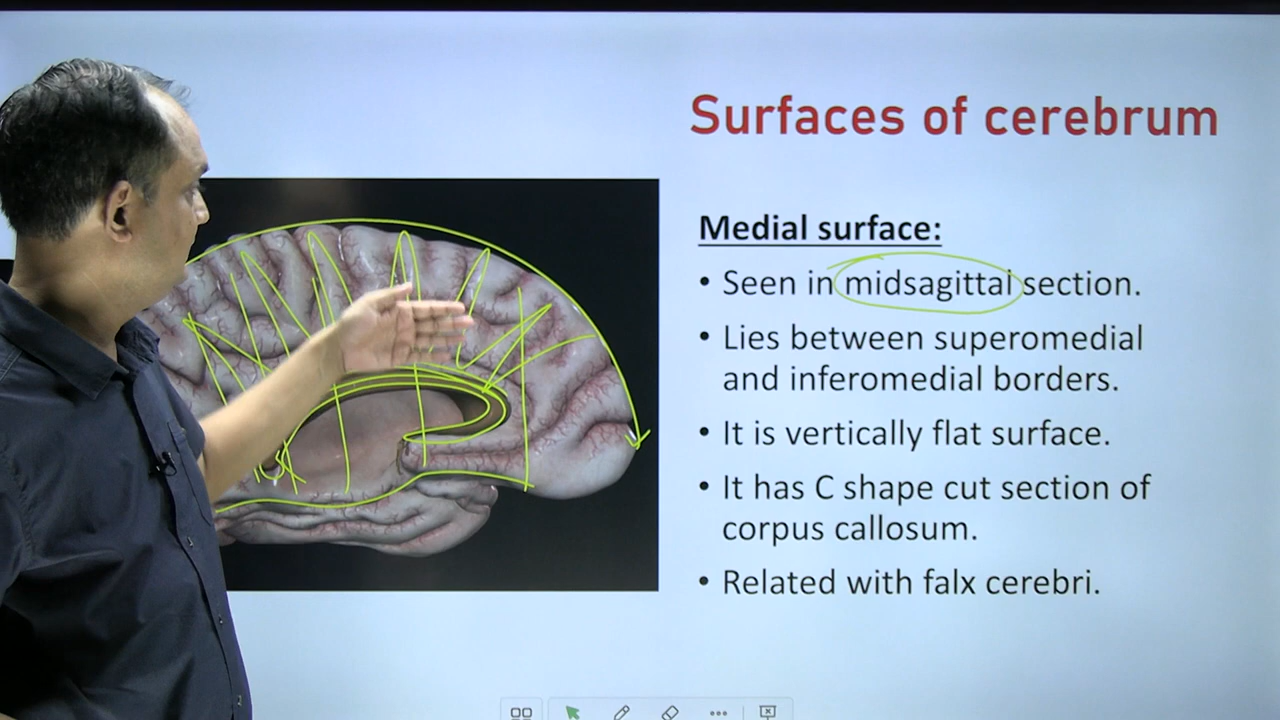 Surfaces of cerebrum
Medial surface:
• Seen in midsagittal section.
• Lies between superomedial
and inferomedial borders.
• It is vertically flat surface.
• It has C shape cut section of
corpus callosum.
• Related with falx cerebri.